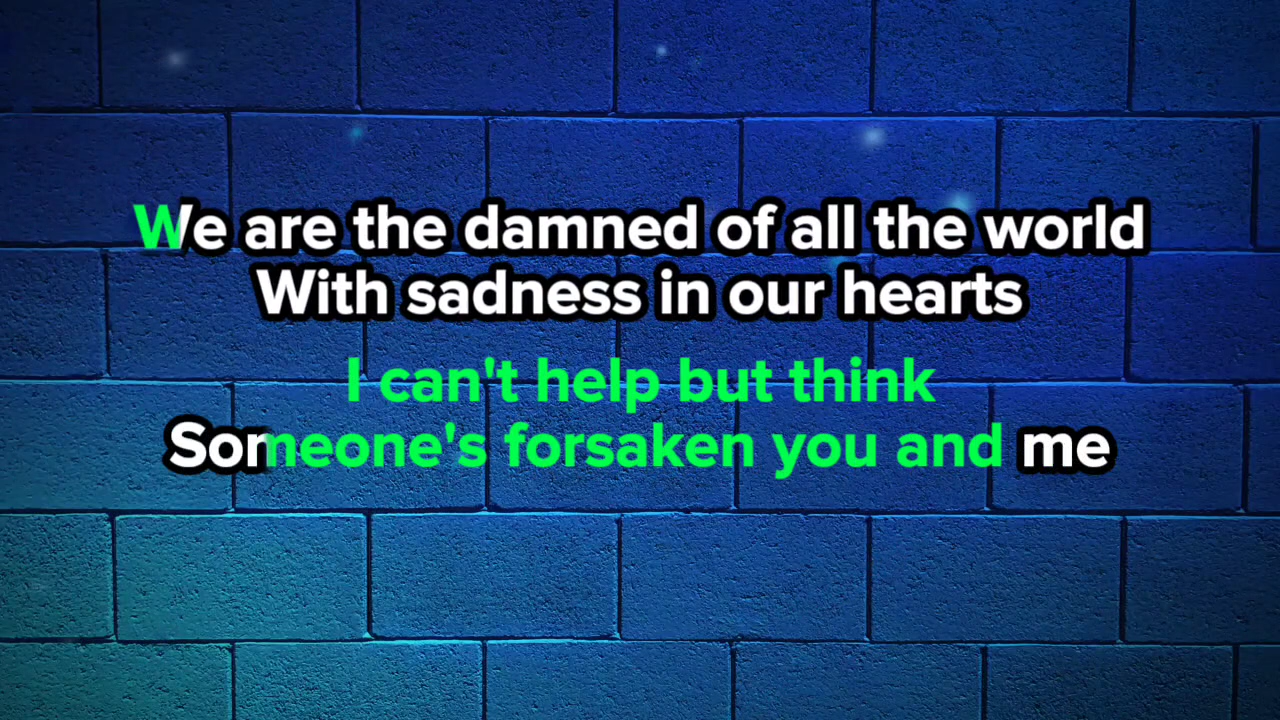 We are the damned of all the world
With sadness in our hearts
I can't help but think
Someone's forsaken you and me